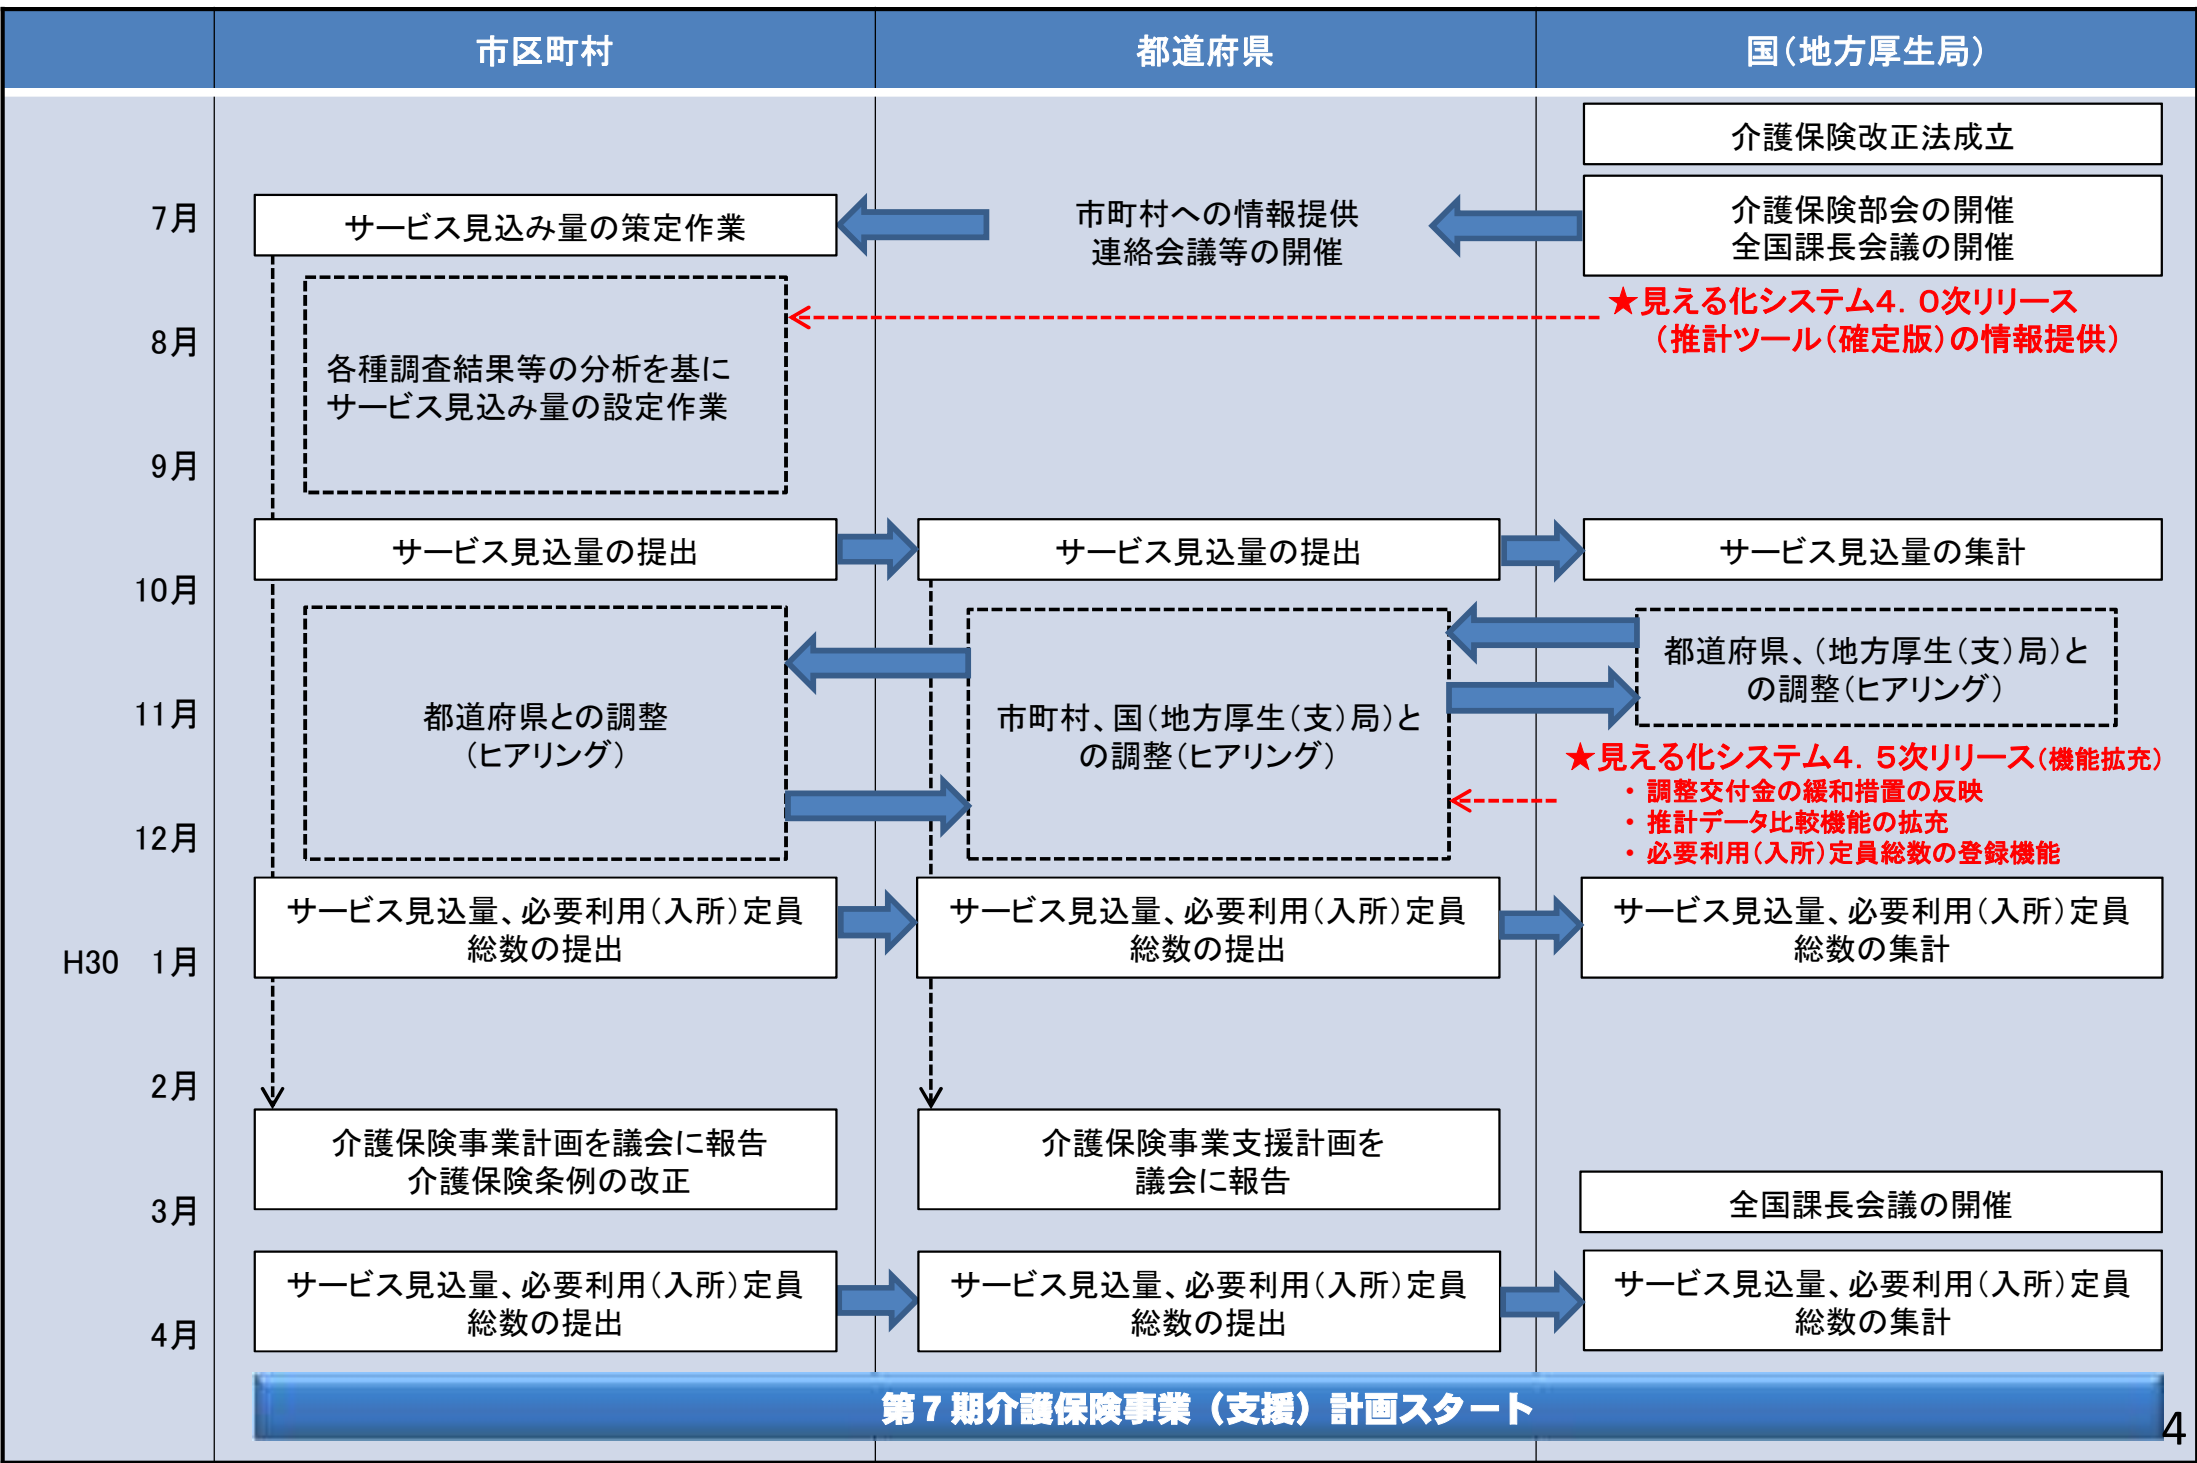 市区町村
都道府県
国(地方厚生局)
介護保険改正法成立
7月
サービス見込み量の策定作業
市町村への情報提供
連絡会議等の開催
介護保険部会の開催
全国課長会議の開催
★見える化システム4．0次リリース
(推計ツール(確定版)の情報提供)
8月
各種調査結果等の分析を基に
サービス見込み量の設定作業
9月
サービス見込量の提出
サービス見込量の提出
サービス見込量の集計
10月
都道府県との調整
(ヒアリング)
市町村、国(地方厚生(支)局)と
の調整(ヒアリング)
都道府県、(地方厚生(支)局)と
の調整(ヒアリング)
11月
★見える化システム4．5次リリース(機能拡充)
・調整交付金の緩和措置の反映
・推計データ比較機能の拡充
・必要利用(入所)定員総数の登録機能
12月
サービス見込量、必要利用(入所)定員
総数の提出
サービス見込量、必要利用(入所)定員
総数の提出
サービス見込量、必要利用(入所)定員
総数の集計
H30 1月
2月
介護保険事業計画を議会に報告
介護保険条例の改正
介護保険事業支援計画を
議会に報告
全国課長会議の開催
3月
サービス見込量、必要利用(入所)定員
総数の提出
サービス見込量、必要利用(入所)定員
総数の提出
サービス見込量、必要利用(入所)定員
総数の集計
4月
第７期介護保険事業（支援）計画スタート
4